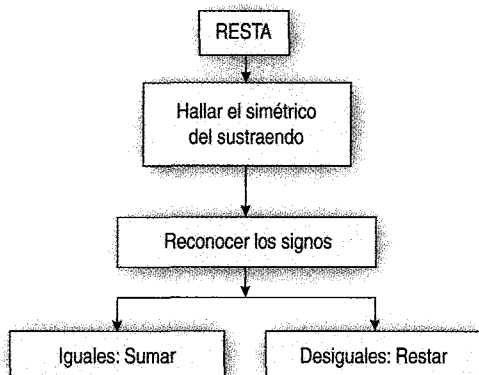 RESTA
Hallar el simétrico
del sustraendo
Reconocer los signos
Iguales: Sumar
Desiguales: Restar